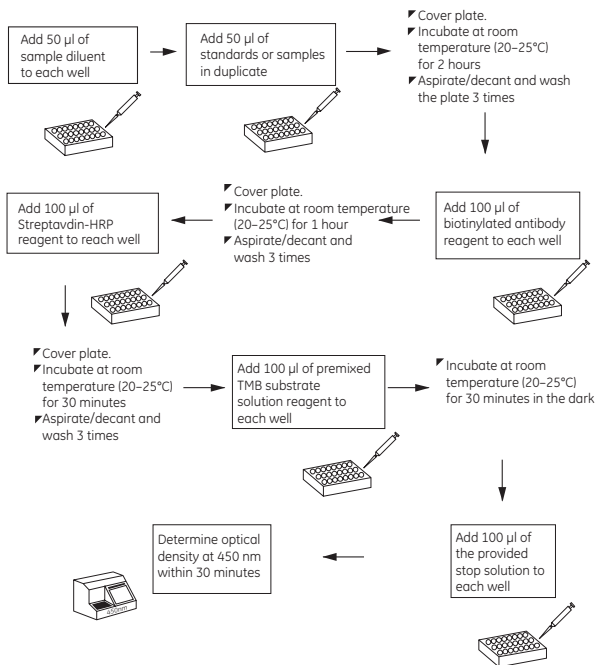 Add 50 µl of
sample diluent
to each well
Add 50 µl of
standards or samples
in duplicate
Cover plate.
Incubate at room
temperature (20–25°C)
for 2 hours
Aspirate/decant and wash
the plate 3 times
Add 100 µl of
biotinylated antibody
reagent to each well
Cover plate.
Incubate at room temperature
(20–25°C) for 1 hour
Aspirate/decant and
wash 3 times
Add 100 µl of
Streptavdin-HRP
reagent to reach well
Cover plate.
Incubate at room
temperature (20–25°C)
for 30 minutes
Aspirate/decant and
wash 3 times
Add 100 µl of premixed
TMB substrate
solution reagent to
each well
Incubate at room
temperature (20–25°C)
for 30 minutes in the dark
Add 100 µl of
the provided
stop solution to
each well
Determine optical
density at 450 nm
within 30 minutes
450nm